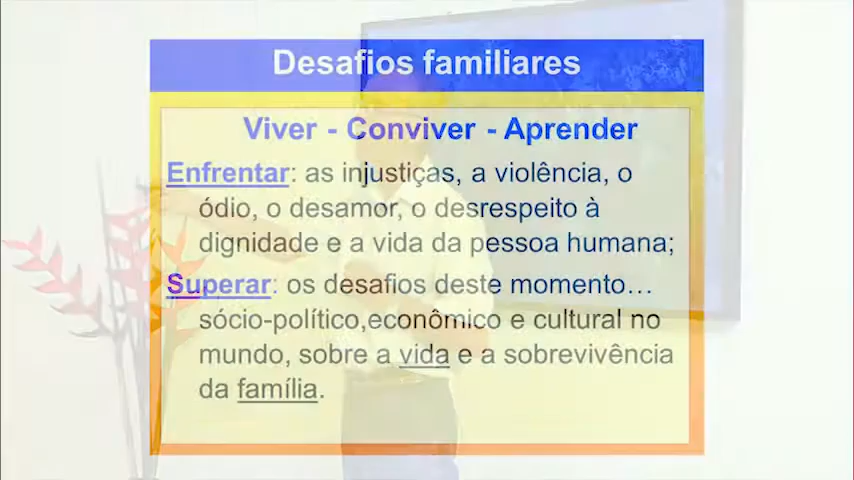 Desafios familiares
Viver - Conviver - Aprender
Enfrentar: as injustiças, a violência, o
ódio, o desamor, o desrespeito à
dignidade e a vida da pessoa humana;
Superar: os desafios deste momento...
sócio-político,econômico e cultural no
mundo, sobre a vida e a sobrevivência
da família.